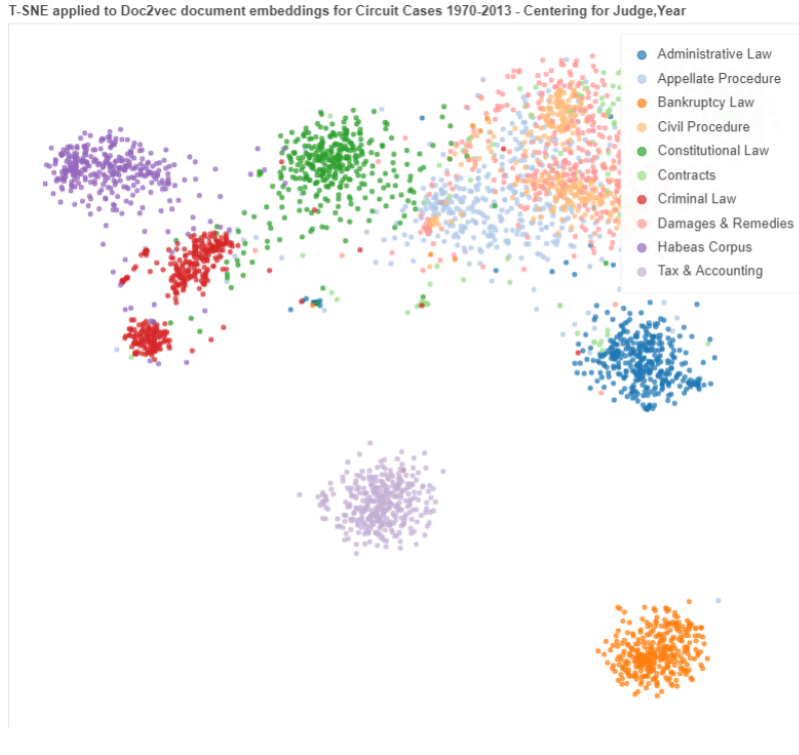 T-SNE applied to Doc2vec document embeddings for Circuit Cases 1970-2013 - Centering for Judge,Year
Administrative Law
Appellate Procedure
Bankruptcy Law
Civil Procedure
Constitutional Law
Contracts
Criminal Law
Damages & Remedies
Habeas Corpus
Tax & Accounting